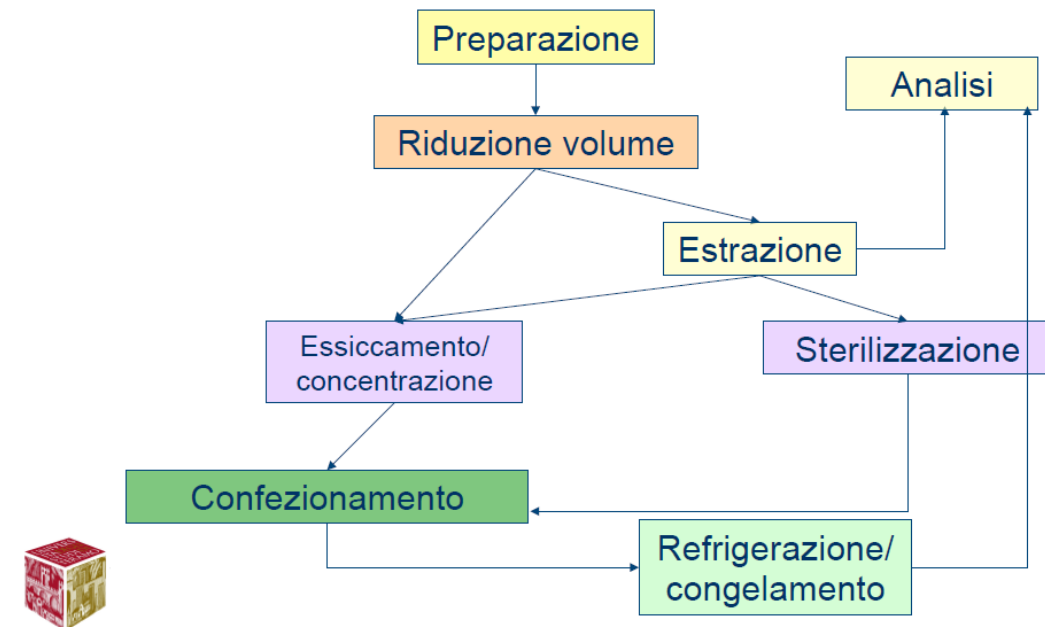 Preparazione
Analisi
Riduzione volume
Estrazione
Essiccamento/
concentrazione
Sterilizzazione
Confezionamento
Refrigerazione/
congelamento